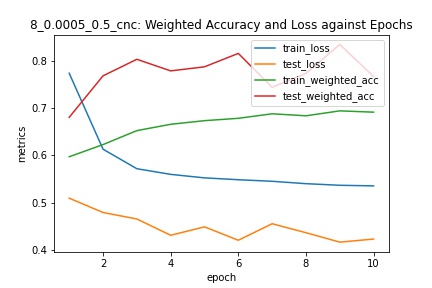 8_0.0005_0.5_cnc: Weighted Accuracy and Loss against Epochs
train_loss
test_loss
train_weighted_acc
test_weighted_acc
metrics
0.8
0.7
0.6
0.5
0.4
2
4
6
8
10
epoch